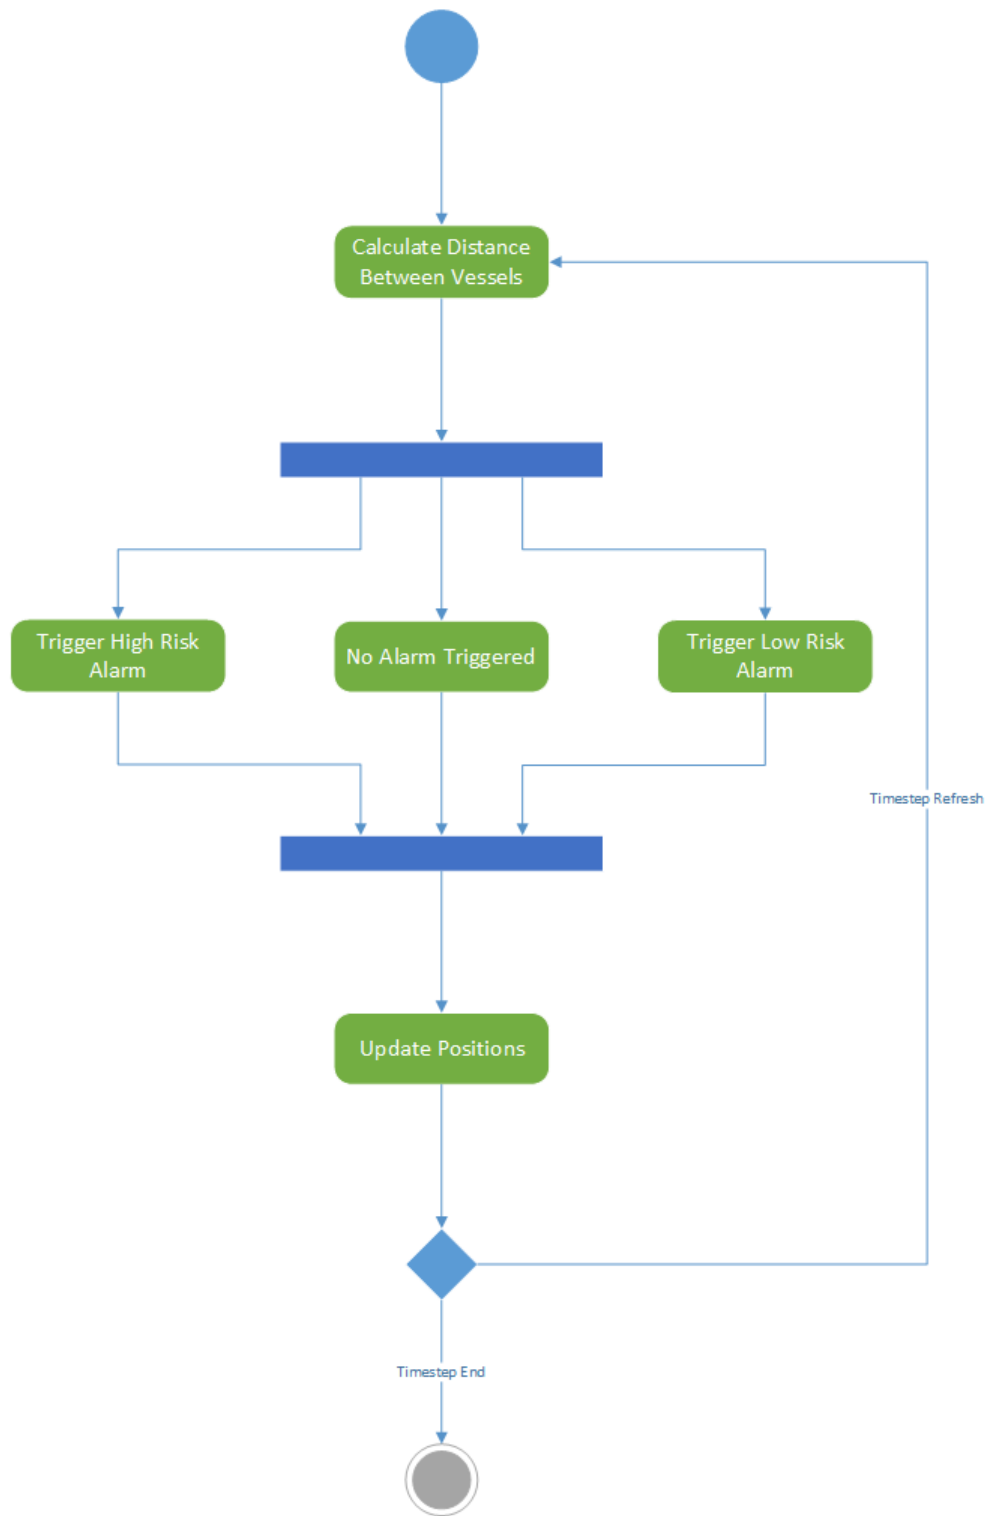 Calculate Distance
Between Vessels
Trigger High Risk
Alarm
No Alarm Triggered
Trigger Low Risk
Alarm
Timestep Refresh
Update Positions
Timestep End